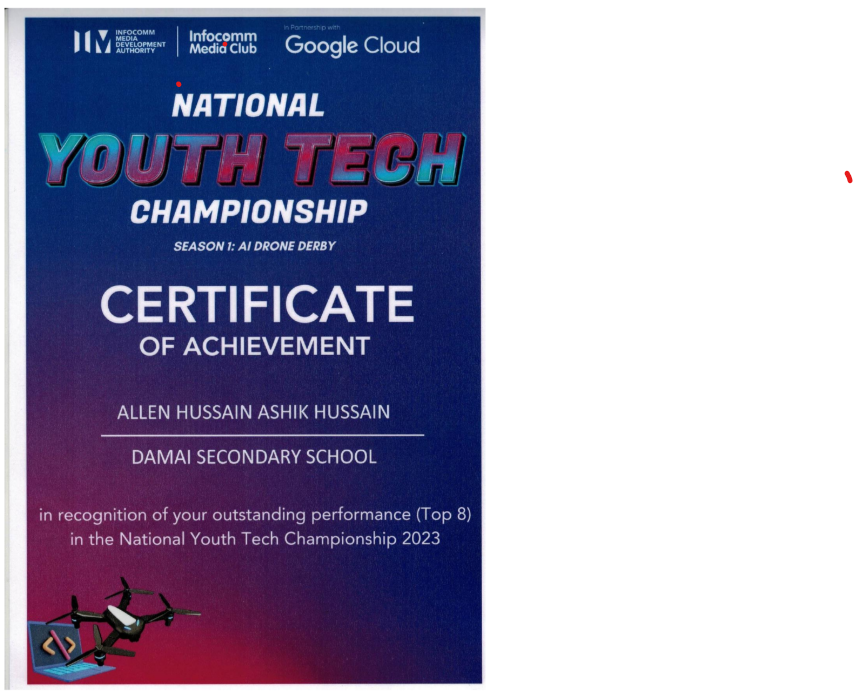 INFOCOMM
MEDIA
DEVELOPMENT
AUTHORITY
Infocomm
Media Club
in Partnership with
Google Cloud
NATIONAL
YOUTH TECH
CHAMPIONSHIP
SEASON 1: AI DRONE DERBY
CERTIFICATE
OF ACHIEVEMENT
ALLEN HUSSAIN ASHIK HUSSAIN
DAMAI SECONDARY SCHOOL
in recognition of your outstanding performance (Top 8)
in the National Youth Tech Championship 2023